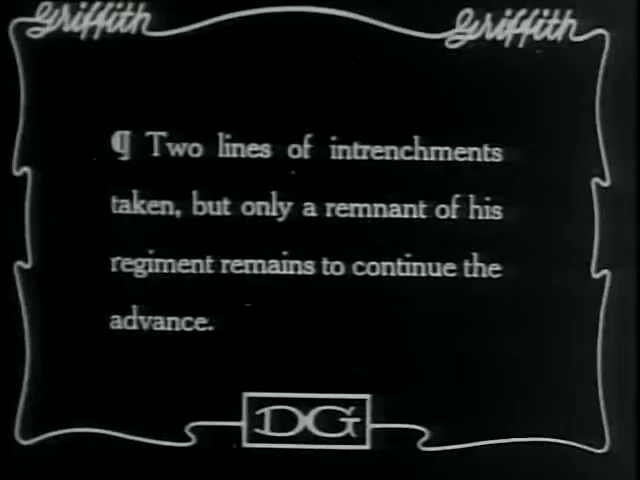 Griffith Griffith
¶ Two lines of intrenchments
taken, but only a remnant of his
regiment remains to continue the
advance.
DG